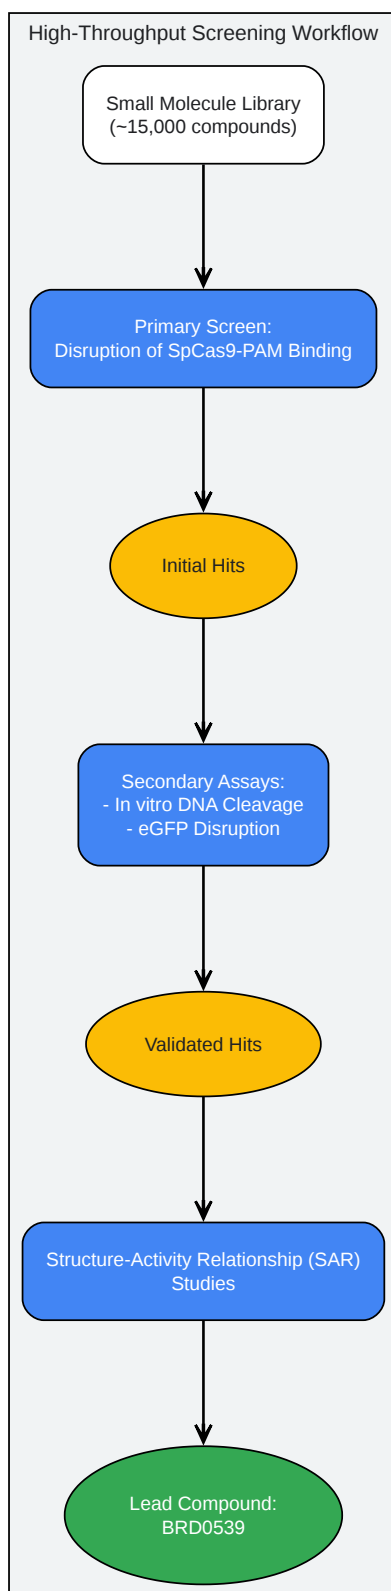 High-Throughput Screening Workflow
Small Molecule Library
(~15,000 compounds)
Primary Screen:
Disruption of SpCas9-PAM Binding
Initial Hits
Secondary Assays:
- In vitro DNA Cleavage
- eGFP Disruption
Validated Hits
Structure-Activity Relationship (SAR)
Studies
Lead Compound:
BRD0539